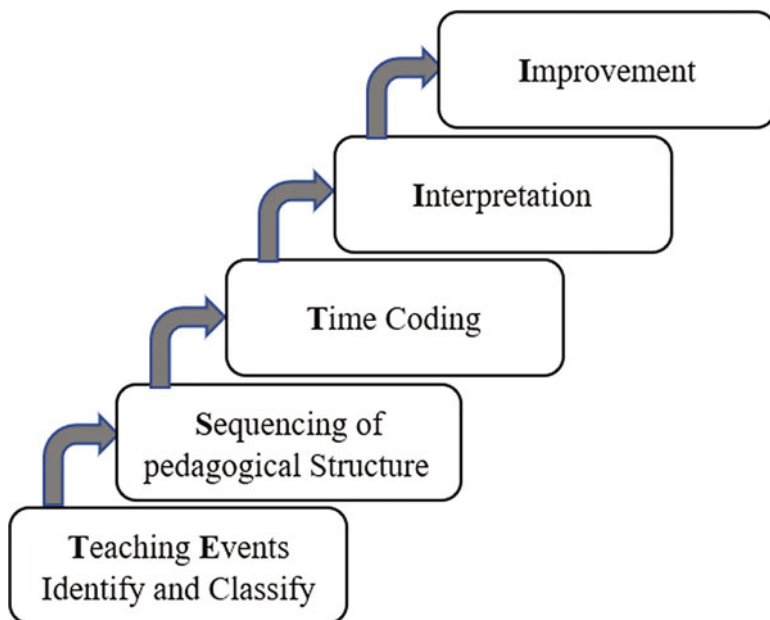 Improvement
Interpretation
Time Coding
Sequencing of
pedagogical Structure
Teaching Events
Identify and Classify